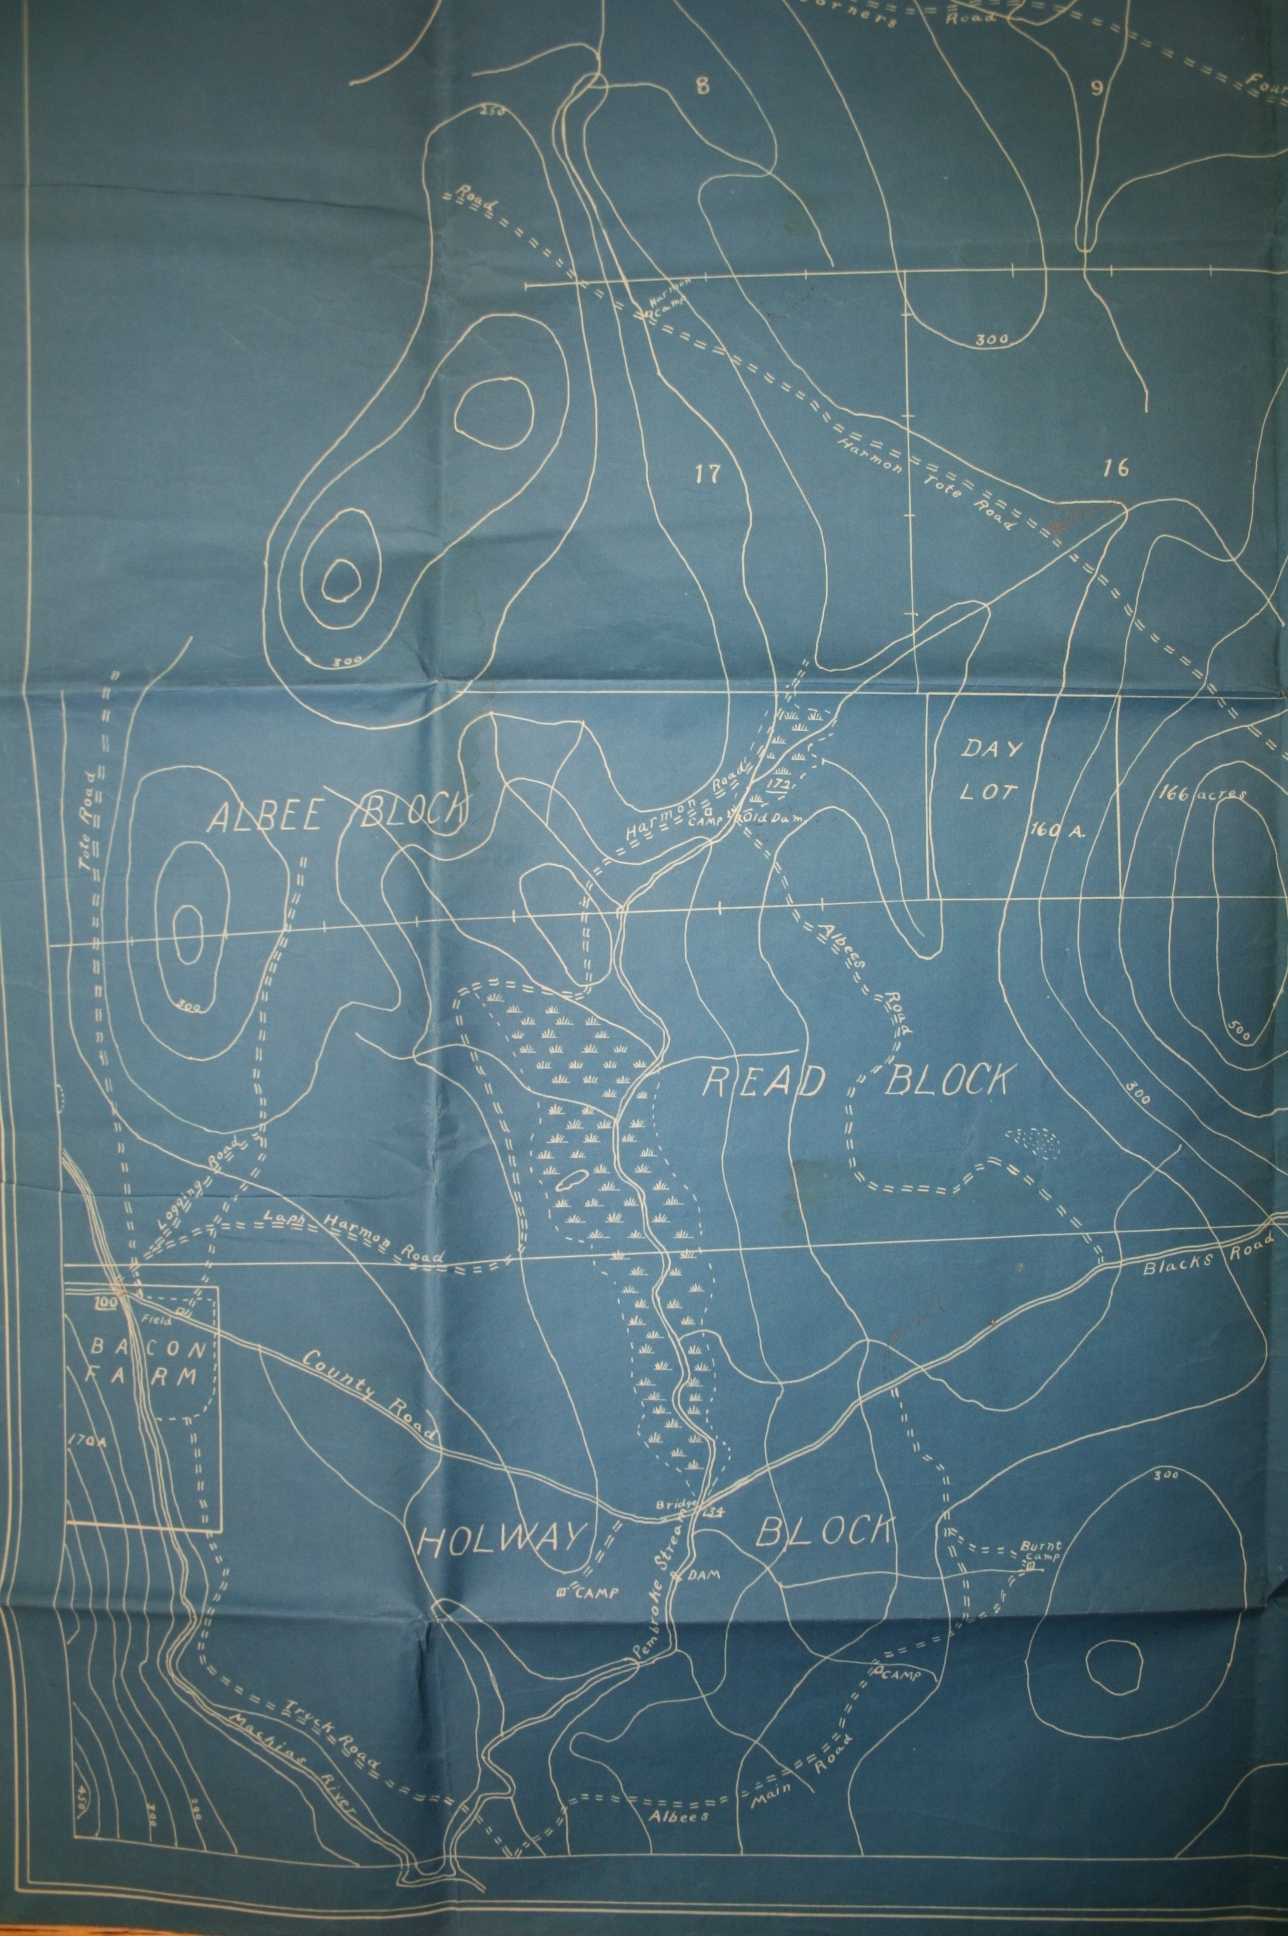 Corners Road
Four
8
9
250
Road
Harmon
Camp
300
17
16
Harmon Tote Road
300
Tote Road
ALBEE BLOCK
Harmon Road
172
CAMP
Old Dam
DAY
LOT
160 A.
166 acres
300
Albees Road
500
READ BLOCK
300
Logging Road
Laph Harmon Road
Blacks Road
100
Field
BACON
FARM
170A
County Road
Bridge
134
300
HOLWAY BLOCK
Pembroke Stream
DAM
Burnt
Camp
CAMP
CAMP
Truck Road
Machias River
450
300
200
Albees Main Road